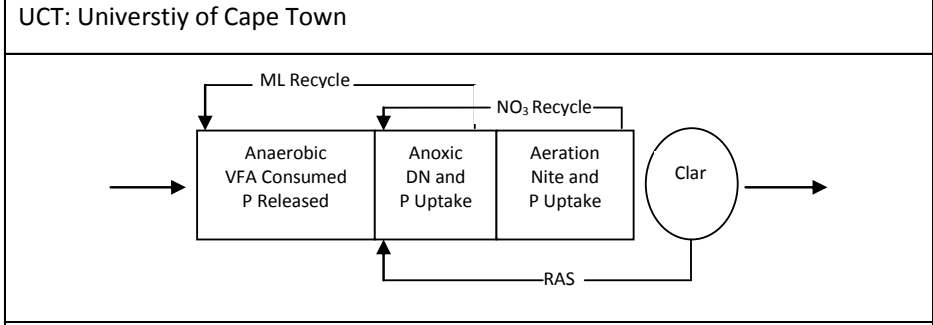 UCT: Universtiy of Cape Town
ML Recycle
NO₃ Recycle
Anaerobic
VFA Consumed
P Released
Anoxic
DN and
P Uptake
Aeration
Nite and
P Uptake
Clar
RAS